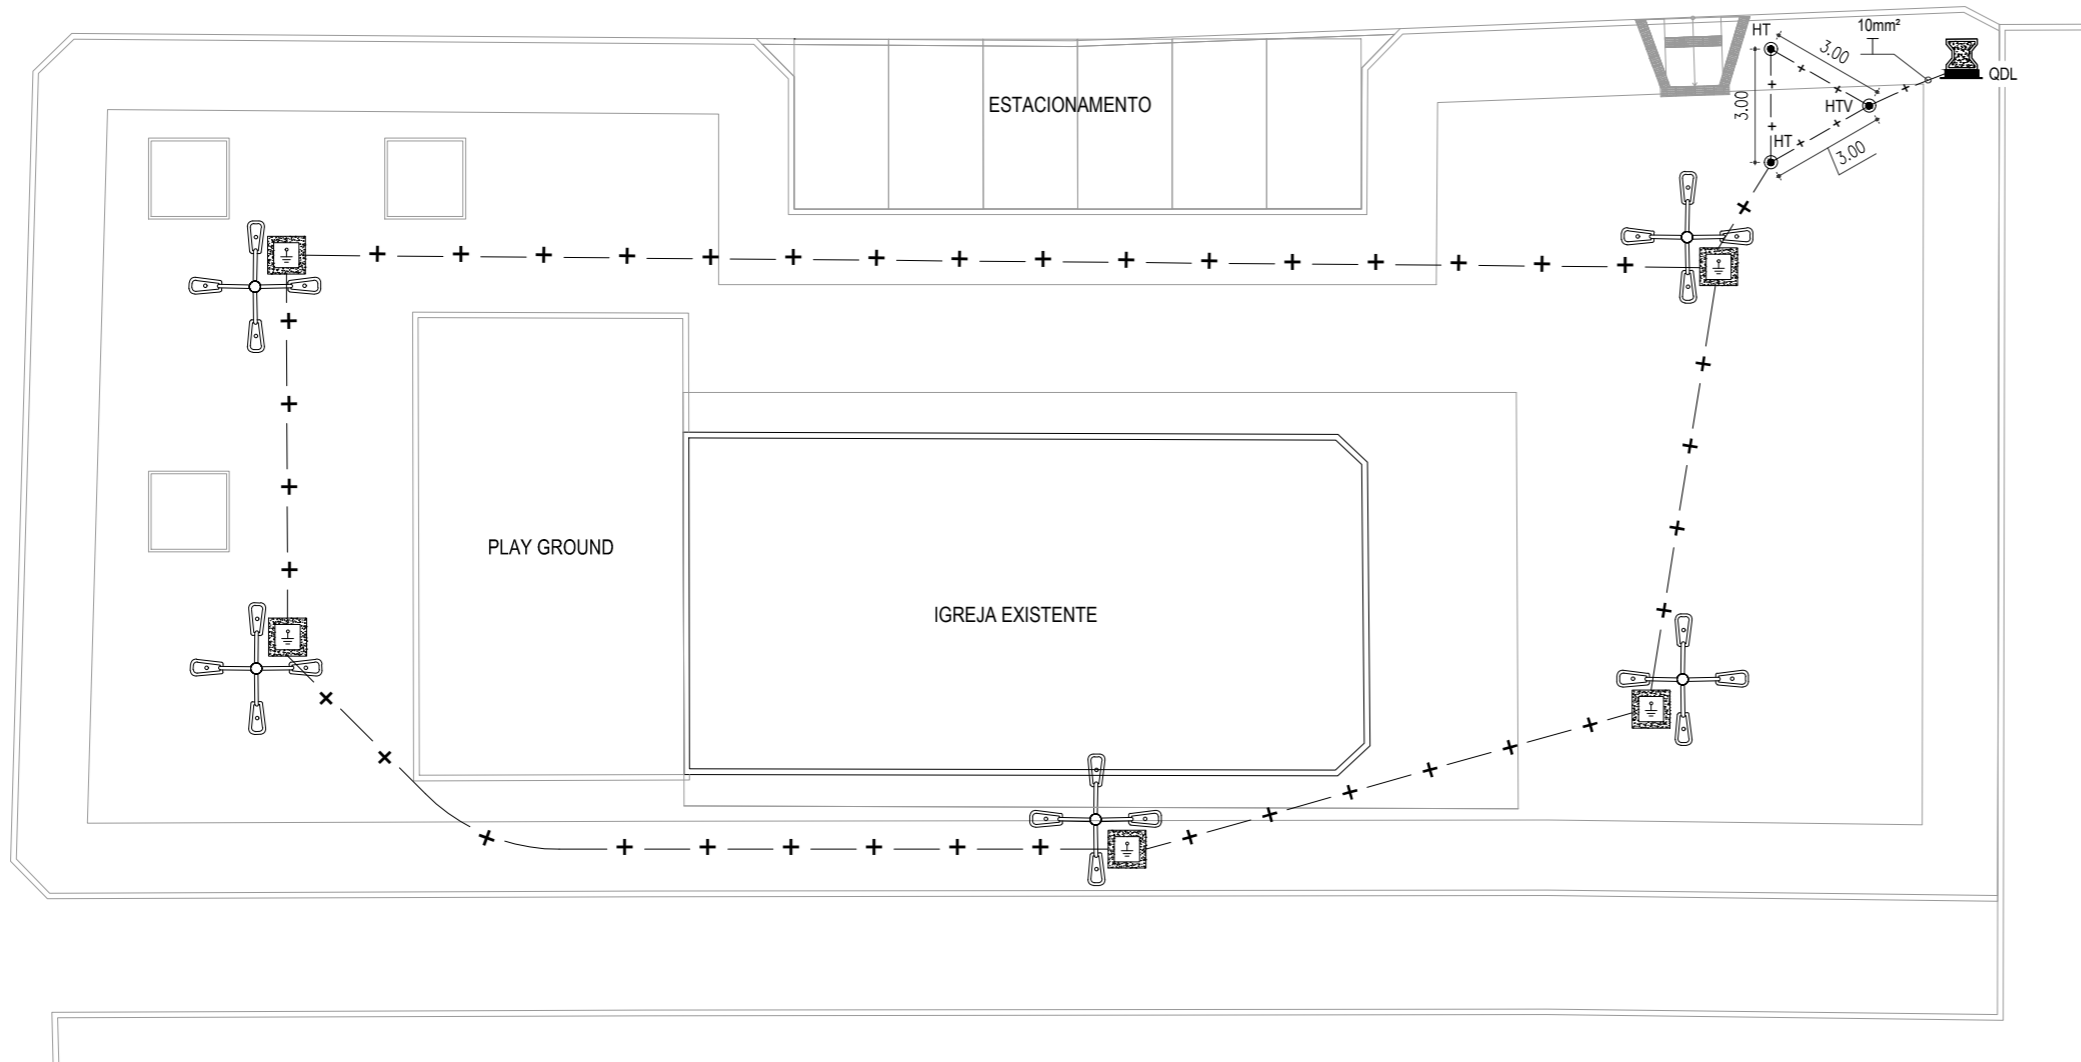 10mm²
HT
3.00
QDL
ESTACIONAMENTO
3.00
HTV
HT
3.00
PLAY GROUND
IGREJA EXISTENTE